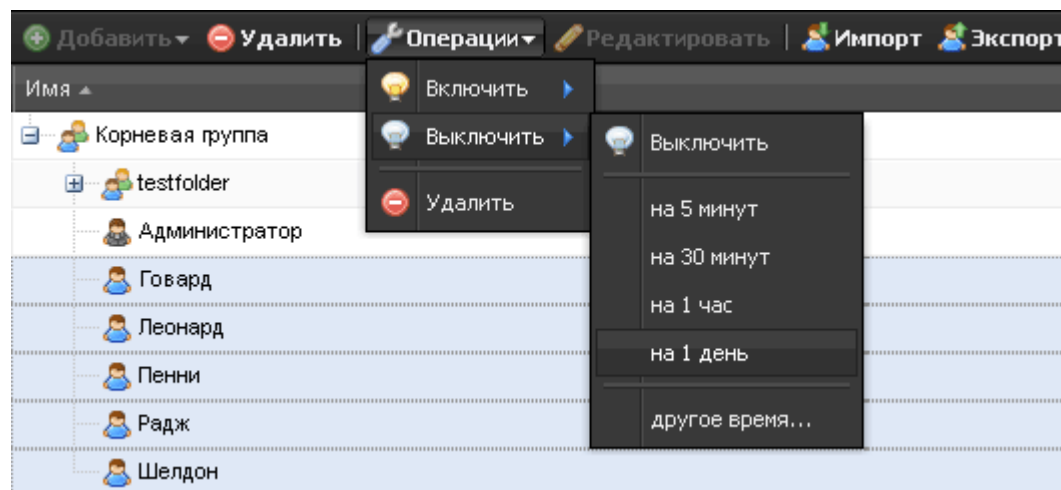 Добавить Удалить Операции Редактировать Импорт Экспорт
Имя
Включить
Корневая группа
Выключить
Выключить
testfolder
Удалить
на 5 минут
Администратор
на 30 минут
Говард
на 1 час
Леонард
на 1 день
Пенни
Радж
другое время...
Шелдон